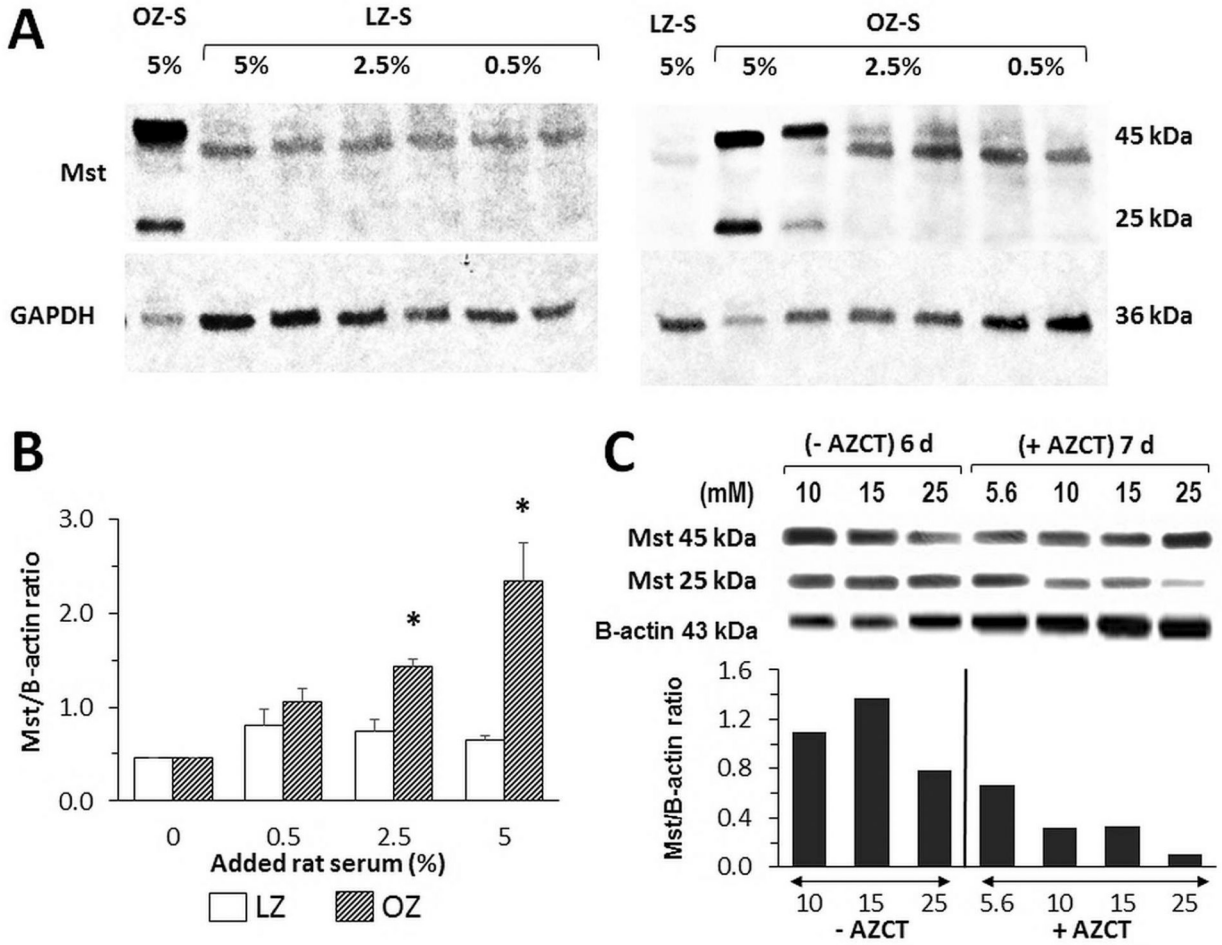 A
OZ-S LZ-S
5% 5% 2.5% 0.5%
LZ-S OZ-S
5% 5% 2.5% 0.5%
Mst
45 kDa
25 kDa
GAPDH
36 kDa
B
Mst/B-actin ratio
3.0
2.0
1.0
0.0
*
*
0 0.5 2.5 5
Added rat serum (%)
LZ OZ
C
(- AZCT) 6 d (+ AZCT) 7 d
(mM) 10 15 25 5.6 10 15 25
Mst 45 kDa
Mst 25 kDa
B-actin 43 kDa
Mst/B-actin ratio
1.6
1.2
0.8
0.4
0.0
10 15 25 5.6 10 15 25
- AZCT + AZCT